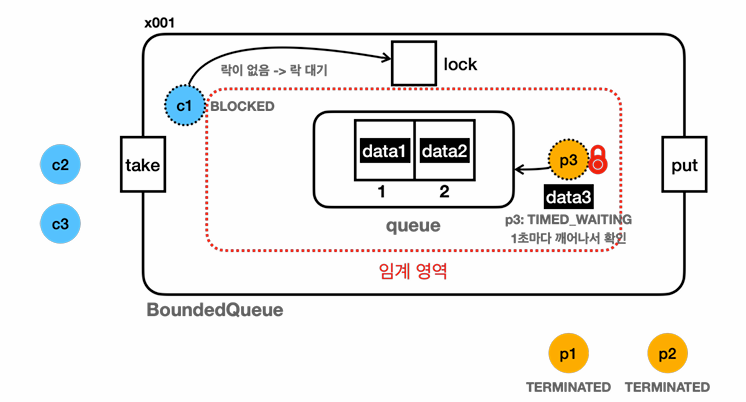 x001
락이 없음 -> 락 대기
lock
c1
BLOCKED
c2
take
data1
data2
p3
put
1
2
data3
c3
queue
p3: TIMED_WAITING
1초마다 깨어나서 확인
임계 영역
BoundedQueue
p1
p2
TERMINATED
TERMINATED